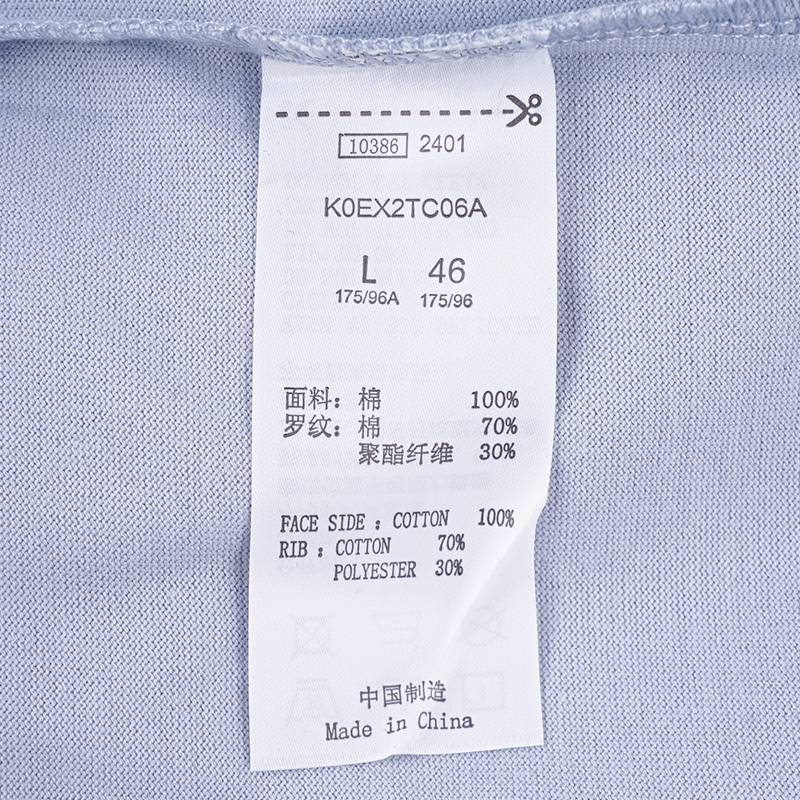 10386 2401
K0EX2TC06A
L 46
175/96A 175/96
面料：棉 100%
罗纹：棉 70%
聚酯纤维 30%
FACE SIDE : COTTON 100%
RIB : COTTON 70%
POLYESTER 30%
中国制造
Made in China